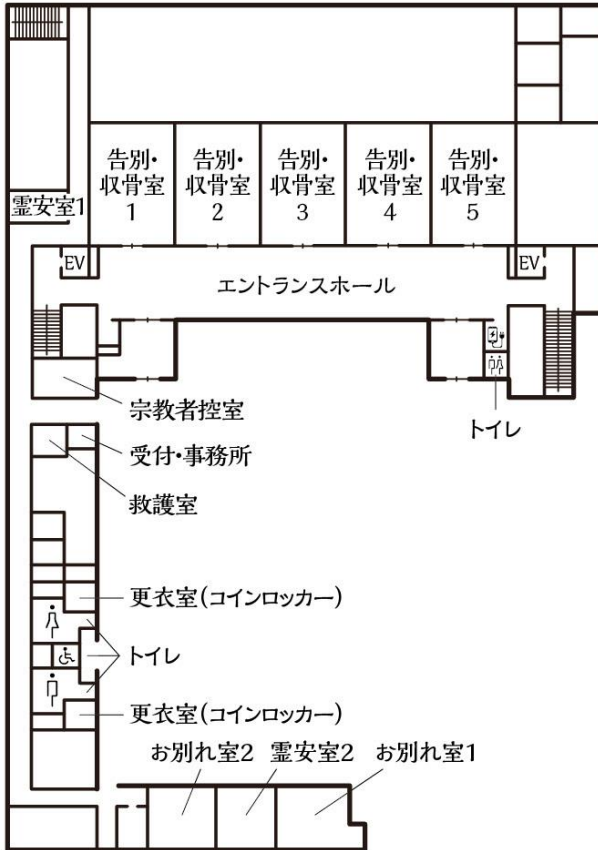 告別・
収骨室
1
告別・
収骨室
2
告別・
収骨室
3
告別・
収骨室
4
告別・
収骨室
5
霊安室1
EV
エントランスホール
EV
宗教者控室
トイレ
受付・事務所
救護室
更衣室(コインロッカー)
トイレ
更衣室(コインロッカー)
お別れ室2
霊安室2
お別れ室1